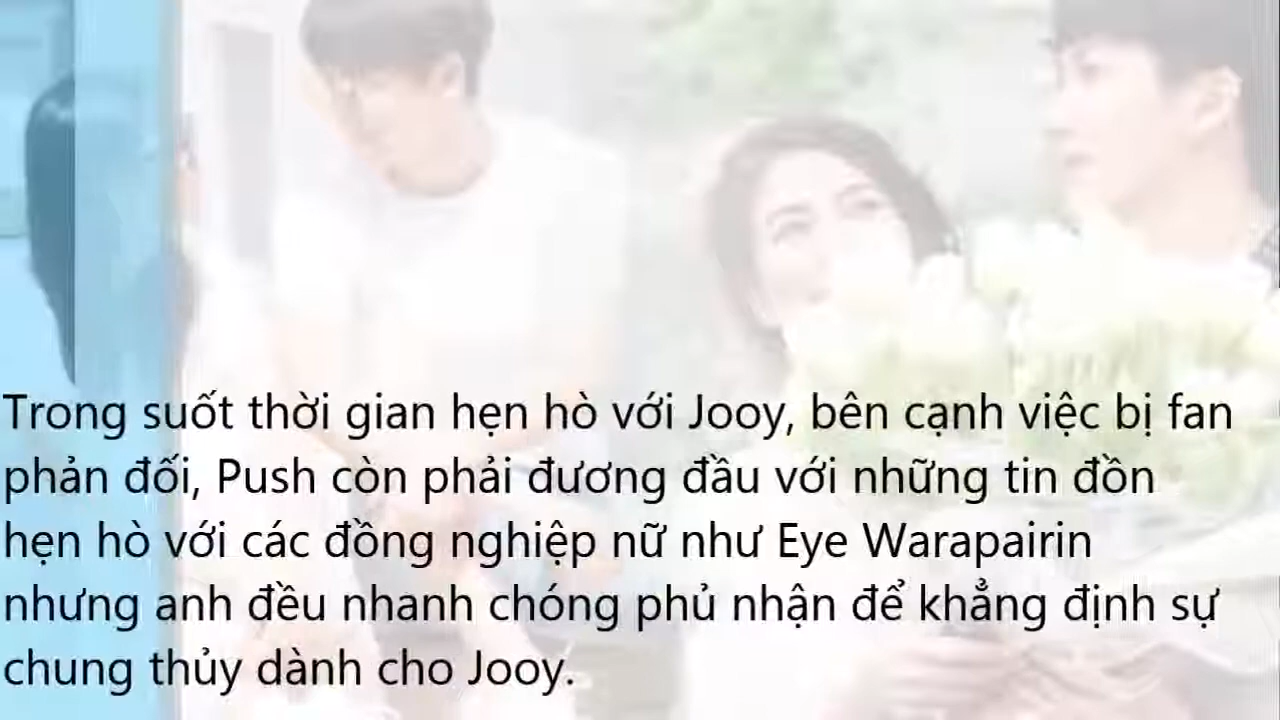 Trong suốt thời gian hẹn hò với Jooy, bên cạnh việc bị fan
phản đối, Push còn phải đương đầu với những tin đồn
hẹn hò với các đồng nghiệp nữ như Eye Warapairin
nhưng anh đều nhanh chóng phủ nhận để khẳng định sự
chung thủy dành cho Jooy.